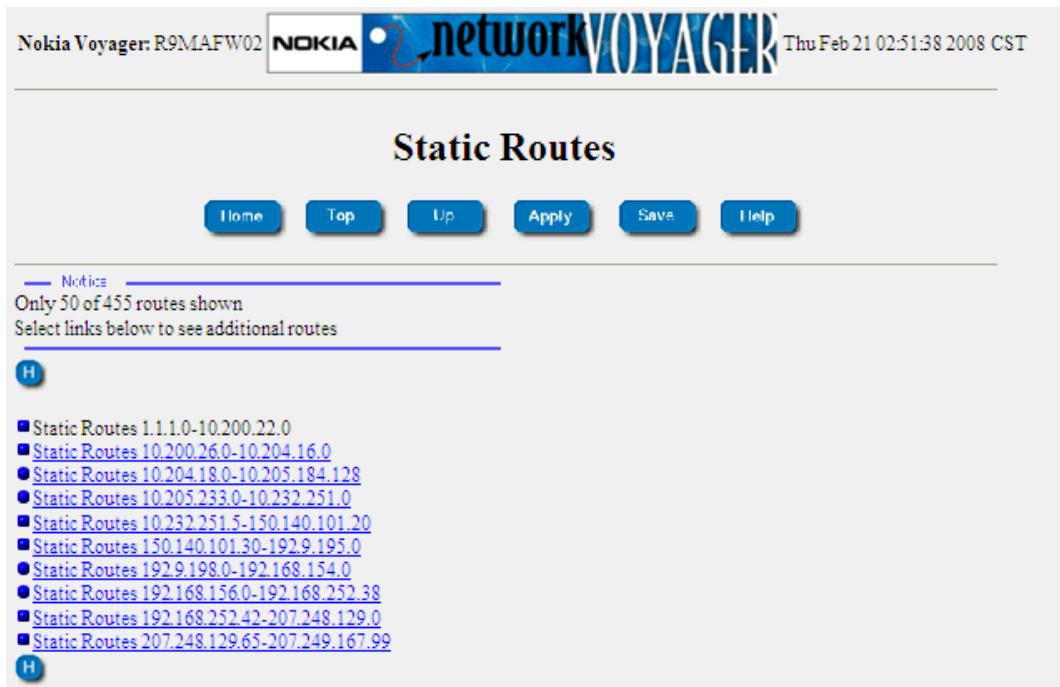 Nokia Voyager: R9MAFW02 NOKIA network VOYAGER Thu Feb 21 02:51:38 2008 CST
Static Routes
Home Top Up Apply Save Help
Notice
Only 50 of 455 routes shown
Select links below to see additional routes
H
Static Routes 1.1.1.0-10.200.22.0
Static Routes 10.200.26.0-10.204.16.0
Static Routes 10.204.18.0-10.205.184.128
Static Routes 10.205.233.0-10.232.251.0
Static Routes 10.232.251.5-150.140.101.20
Static Routes 150.140.101.30-192.9.195.0
Static Routes 192.9.198.0-192.168.154.0
Static Routes 192.168.156.0-192.168.252.38
Static Routes 192.168.252.42-207.248.129.0
Static Routes 207.248.129.65-207.249.167.99
H